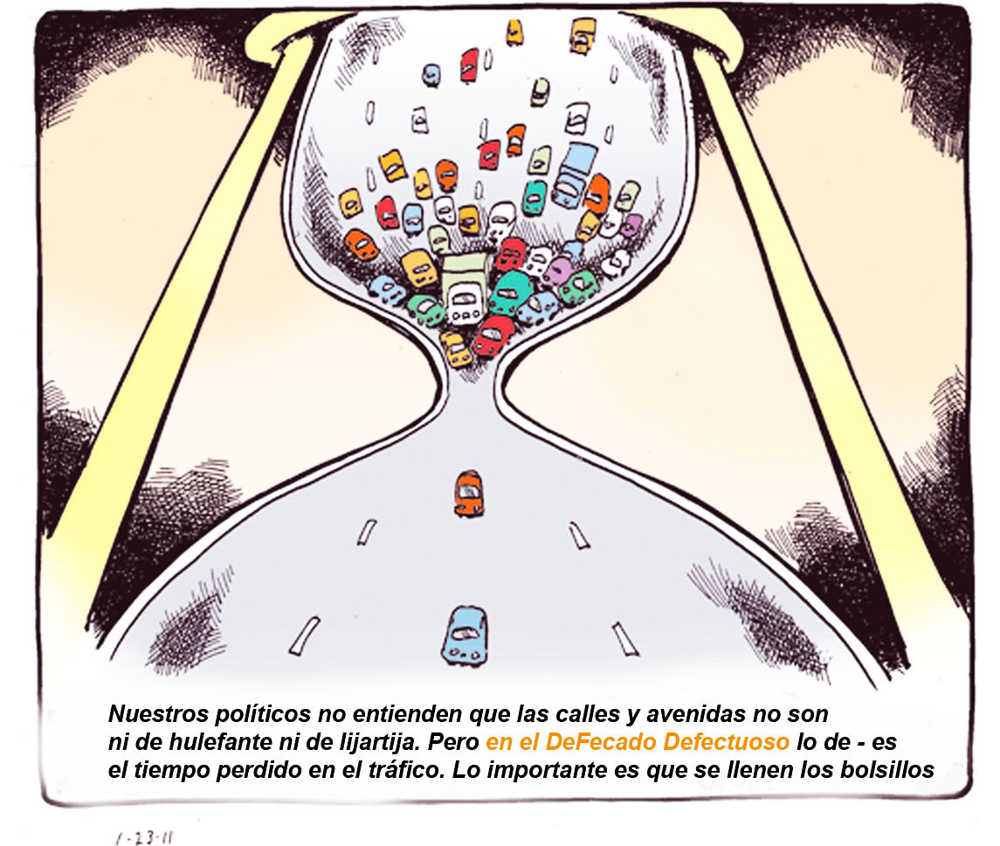 Nuestros políticos no entienden que las calles y avenidas no son
ni de hulefante ni de lijartija. Pero en el DeFecado Defectuoso lo de - es
el tiempo perdido en el tráfico. Lo importante es que se llenen los bolsillos
1-23-11